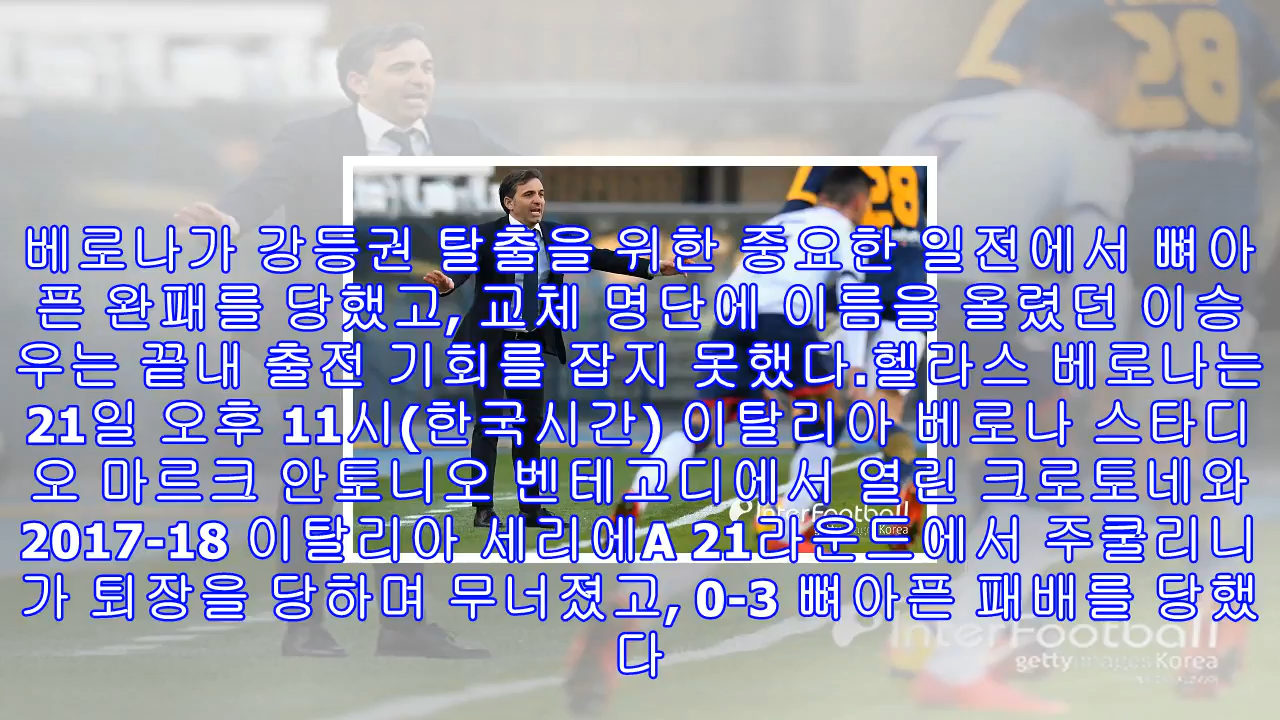 28
28
베로나가 강등권 탈출을 위한 중요한 일전에서 뼈아
픈 완패를 당했고, 교체 명단에 이름을 올렸던 이승
우는 끝내 출전 기회를 잡지 못했다.헬라스 베로나는
21일 오후 11시(한국시간) 이탈리아 베로나 스타디
오 마르크 안토니오 벤테고디에서 열린 크로토네와
2017-18 이탈리아 세리에A 21라운드에서 주쿨리니
가 퇴장을 당하며 무너졌고, 0-3 뼈아픈 패배를 당했
다
InterFootball
gettyimages Korea
InterFootball
gettyimages Korea